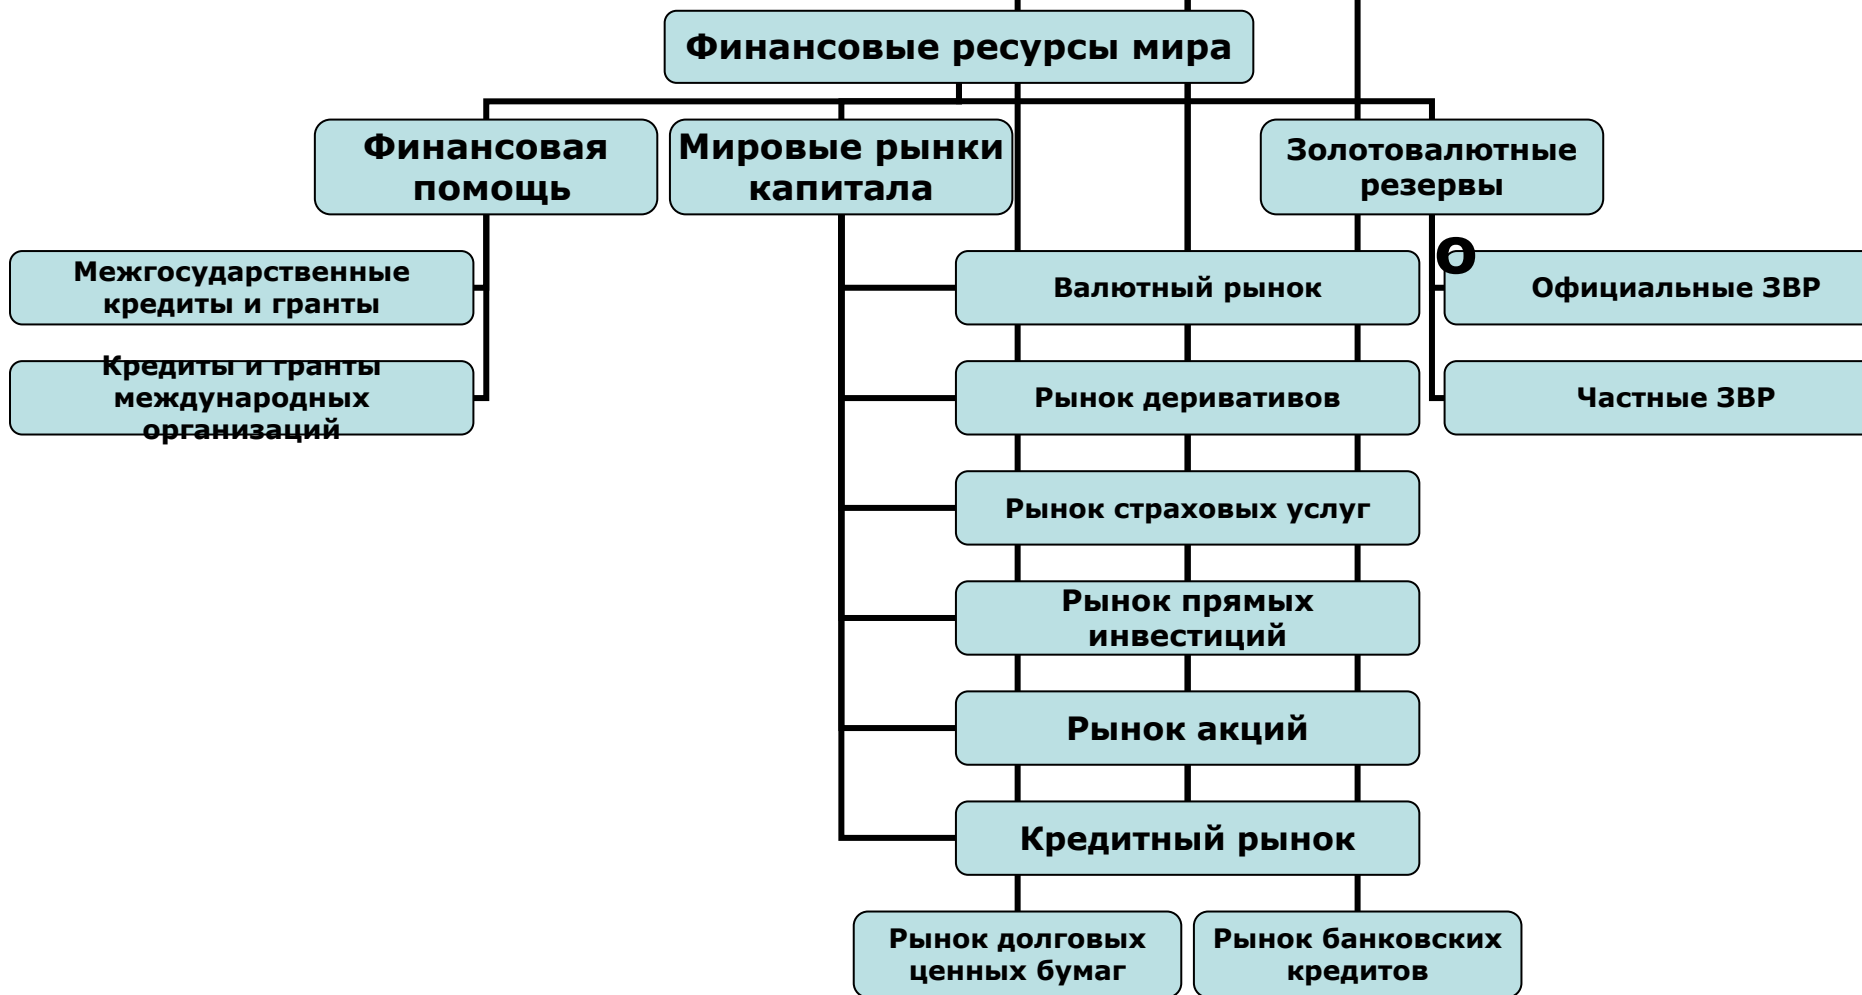 Финансовые ресурсы мира
Финансовая
помощь
Мировые рынки
капитала
Золотовалютные
резервы
о
Межгосударственные
кредиты и гранты
Кредиты и гранты
международных
организаций
Валютный рынок
Рынок деривативов
Рынок страховых услуг
Рынок прямых
инвестиций
Рынок акций
Кредитный рынок
Рынок долговых
ценных бумаг
Рынок банковских
кредитов
Официальные ЗВР
Частные ЗВР